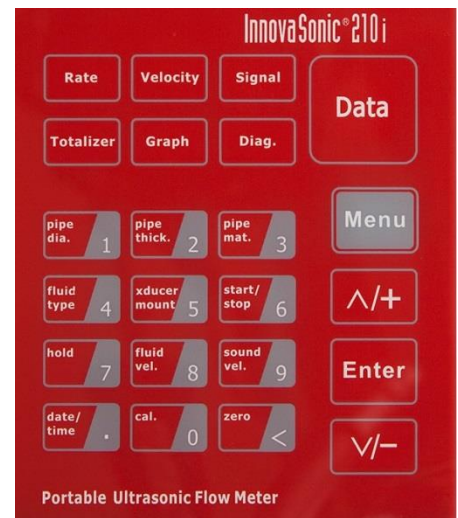 InnovaSonic® 210i
Rate Velocity Signal
Data
Totalizer Graph Diag.
Menu
pipe dia. 1
pipe thick. 2
pipe mat. 3
fluid type 4
xducer mount 5
start/ stop 6
∧/+
hold 7
fluid vel. 8
sound vel. 9
Enter
date/ time .
cal. 0
zero <
∨/−
Portable Ultrasonic Flow Meter